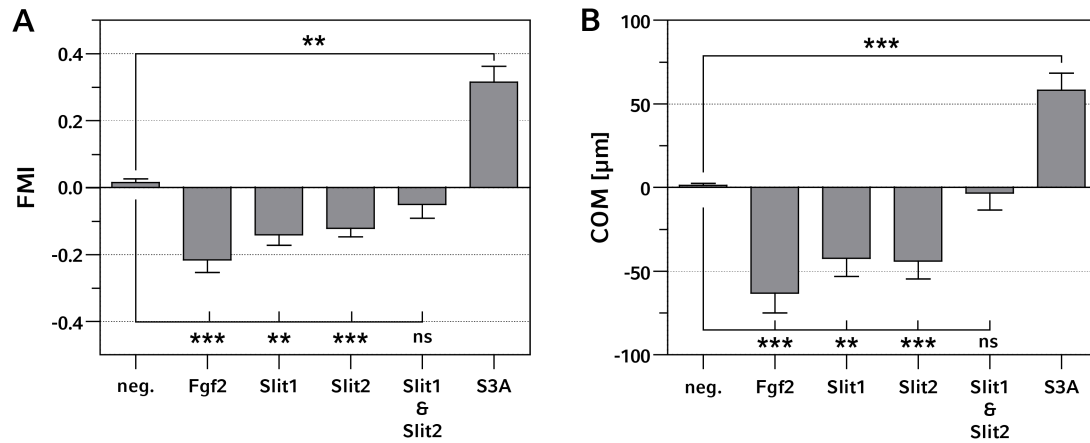 A
FMI
0.4
0.2
0.0
-0.2
-0.4
**
*** ** *** ns
neg. Fgf2 Slit1 Slit2 Slit1 & Slit2 S3A
B
COM [µm]
100
50
0
-50
-100
***
*** ** *** ns
neg. Fgf2 Slit1 Slit2 Slit1 & Slit2 S3A